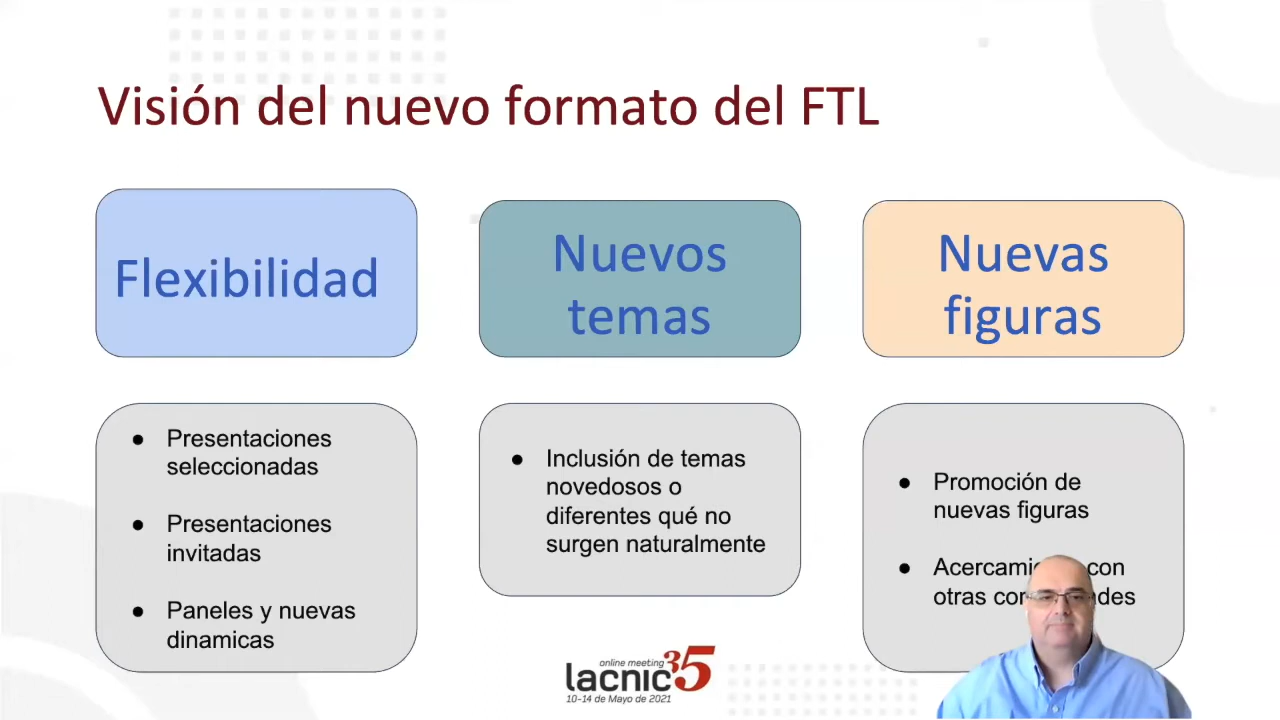 Visión del nuevo formato del FTL
Flexibilidad
Nuevos
temas
Nuevas
figuras
● Presentaciones
seleccionadas
● Presentaciones
invitadas
● Paneles y nuevas
dinamicas
● Inclusión de temas
novedosos o
diferentes qué no
surgen naturalmente
● Promoción de
nuevas figuras
● con
otras
online meeting
lacnic35
10-14 de Mayo de 2021